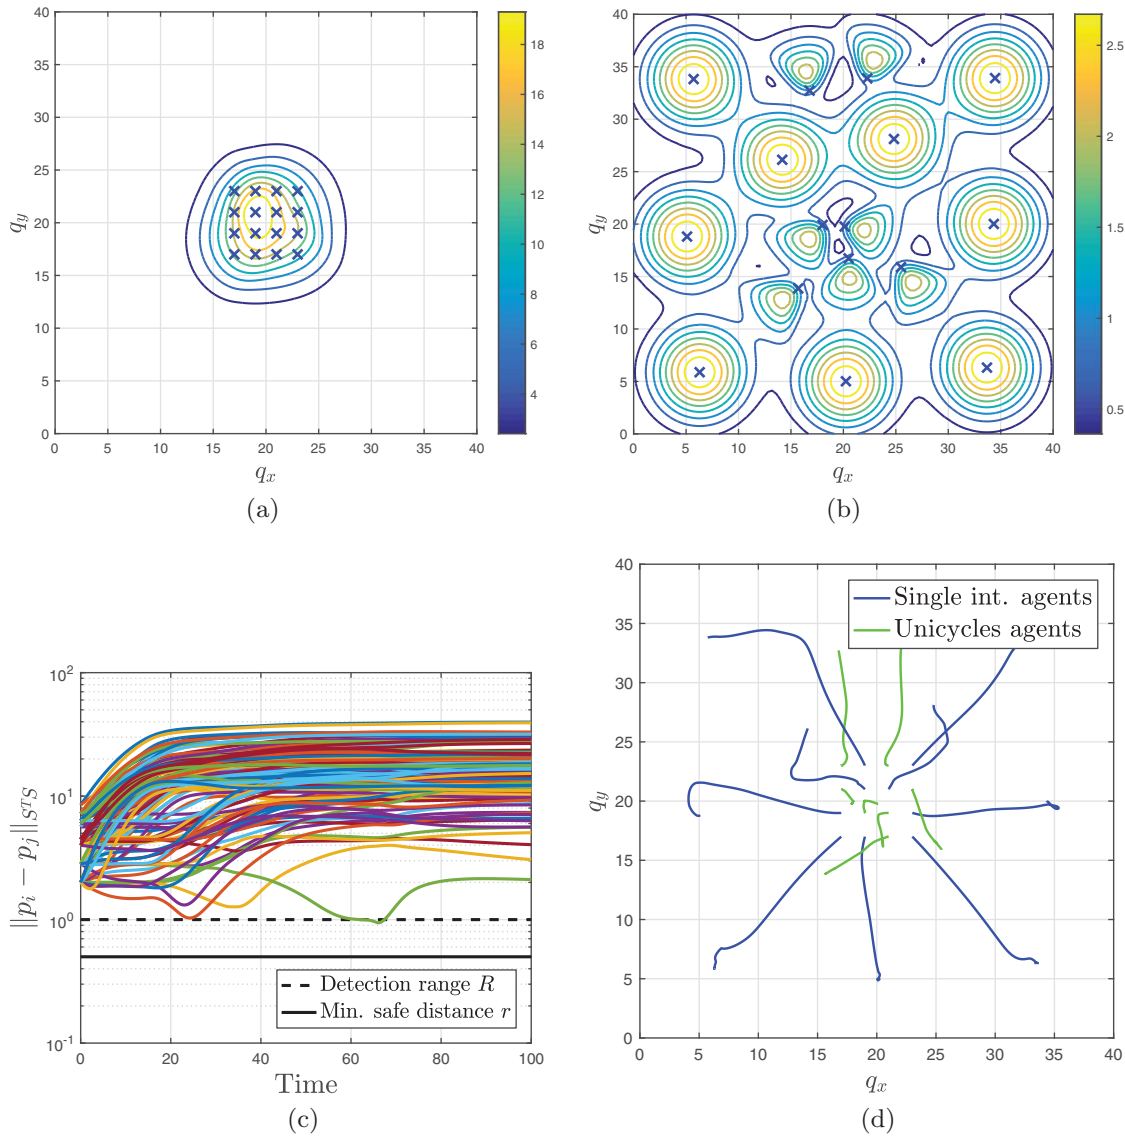 40
35
30
25
20
15
10
5
0
q_y
0 5 10 15 20 25 30 35 40
q_x
18
16
14
12
10
8
6
4
(a)
40
35
30
25
20
15
10
5
0
q_y
0 5 10 15 20 25 30 35 40
q_x
2.5
2
1.5
1
0.5
(b)
10^2
10^1
10^0
10^-1
||p_i − p_j||_{S^T S}
0 20 40 60 80 100
Time
Detection range R
Min. safe distance r
(c)
40
35
30
25
20
15
10
5
0
q_y
0 5 10 15 20 25 30 35 40
q_x
Single int. agents
Unicycles agents
(d)